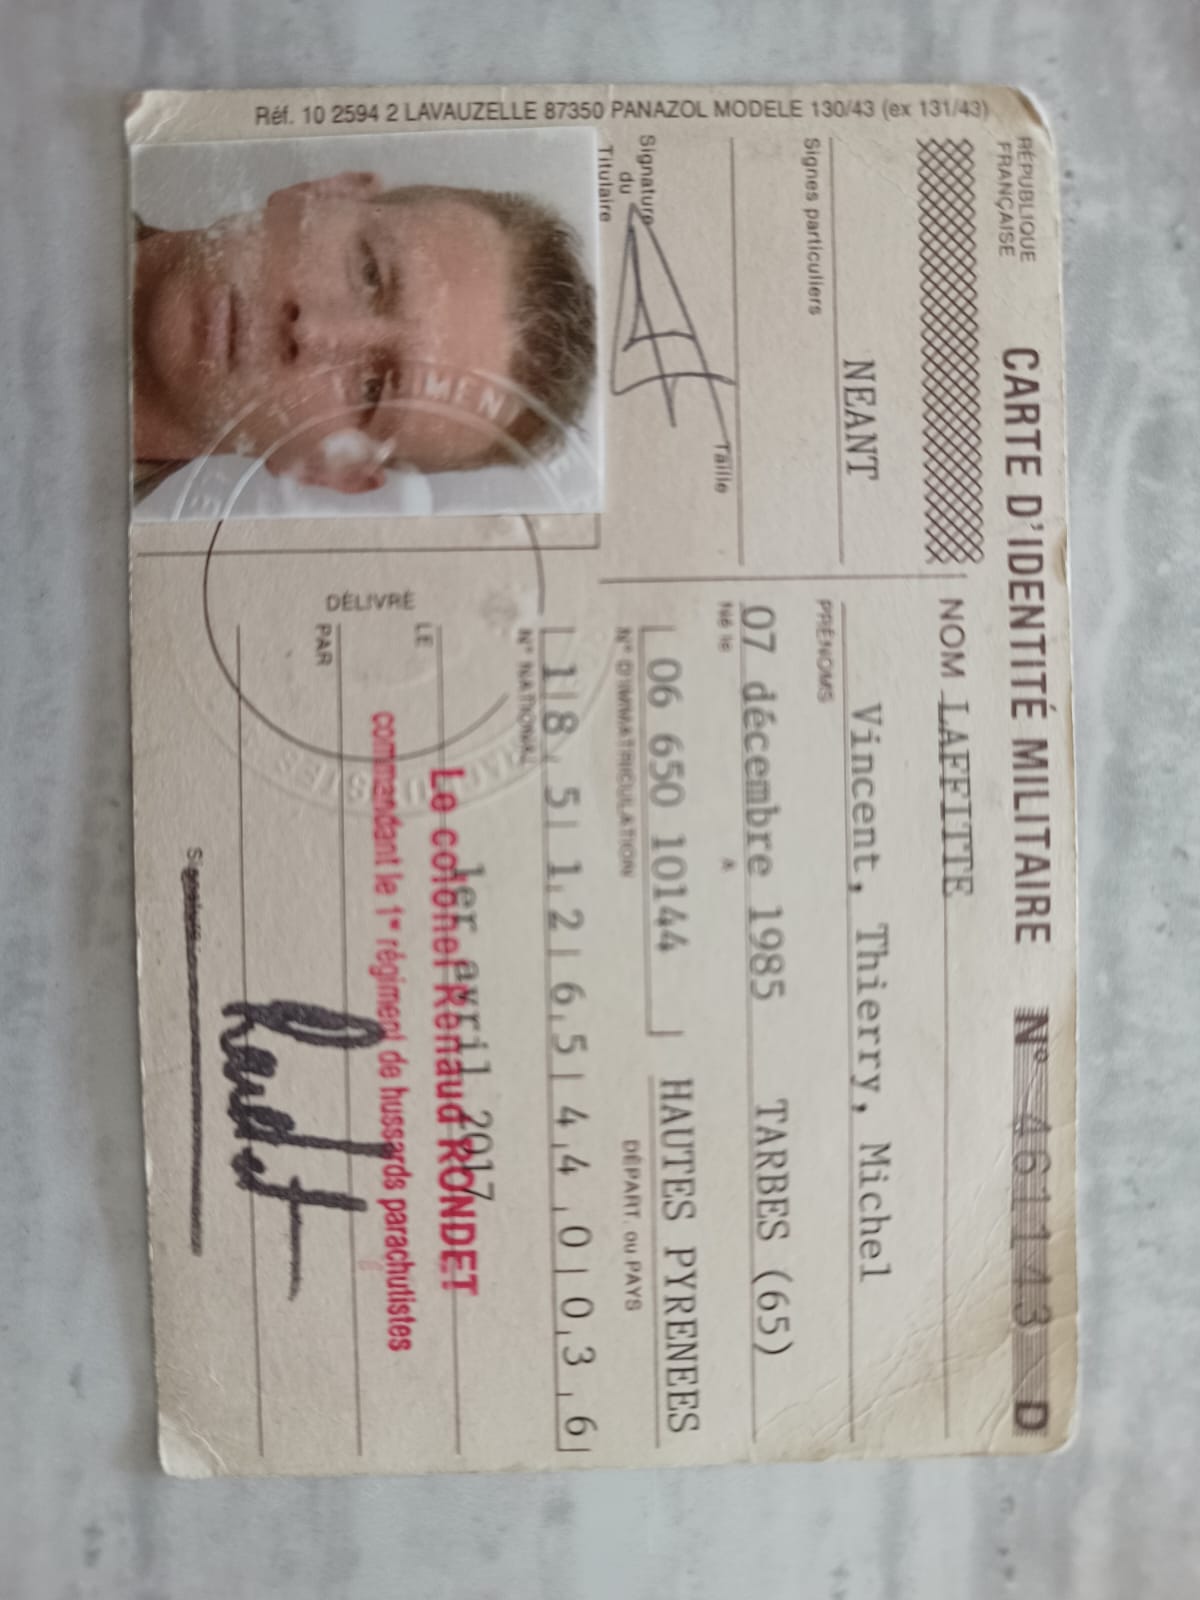 RÉPUBLIQUE
FRANÇAISE
CARTE D'IDENTITÉ MILITAIRE N° 4611143 D
NOM LAFFITTE
NEANT
Vincent, Thierry, Michel
Signes particuliers
PRÉNOMS
07 décembre 1985 TARBES (65)
Taille
Né le
A
06 650 10144 HAUTES PYRENEES
Signature
du
Titulaire
N° D'IMMATRICULATION
DÉPART. ou PAYS
1 8 5 1 2 6 5 4 4 0 0 3 6
N° NATIONAL
1er avril 2017
LE
Le colonel Renaud RONDET
commandant le 1er régiment de hussards parachutistes
DÉLIVRÉ
PAR
Réf. 10 2594 2 LAVAUZELLE 87350 PANAZOL MODELE 130/43 (ex 131/43)